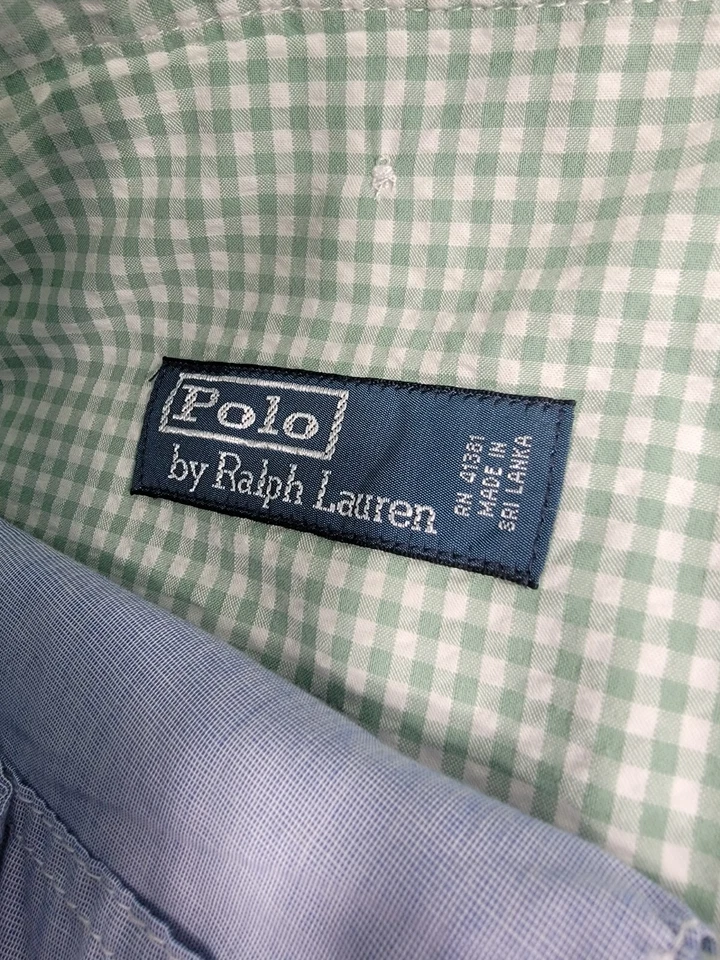 Polo
by Ralph Lauren
RN 41381
MADE IN
SRI LANKA